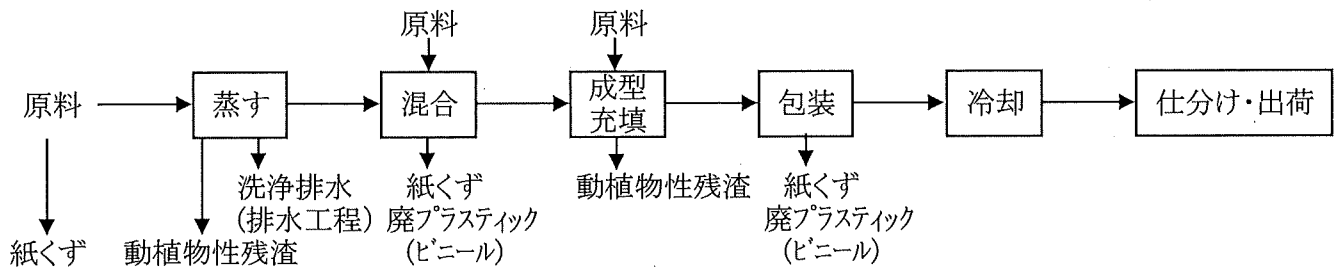 原料
原料
原料
蒸す
混合
成型
充填
包装
冷却
仕分け・出荷
洗浄排水
(排水工程)
紙くず
廃プラスティック
(ビニール)
動植物性残渣
紙くず
廃プラスティック
(ビニール)
紙くず
動植物性残渣